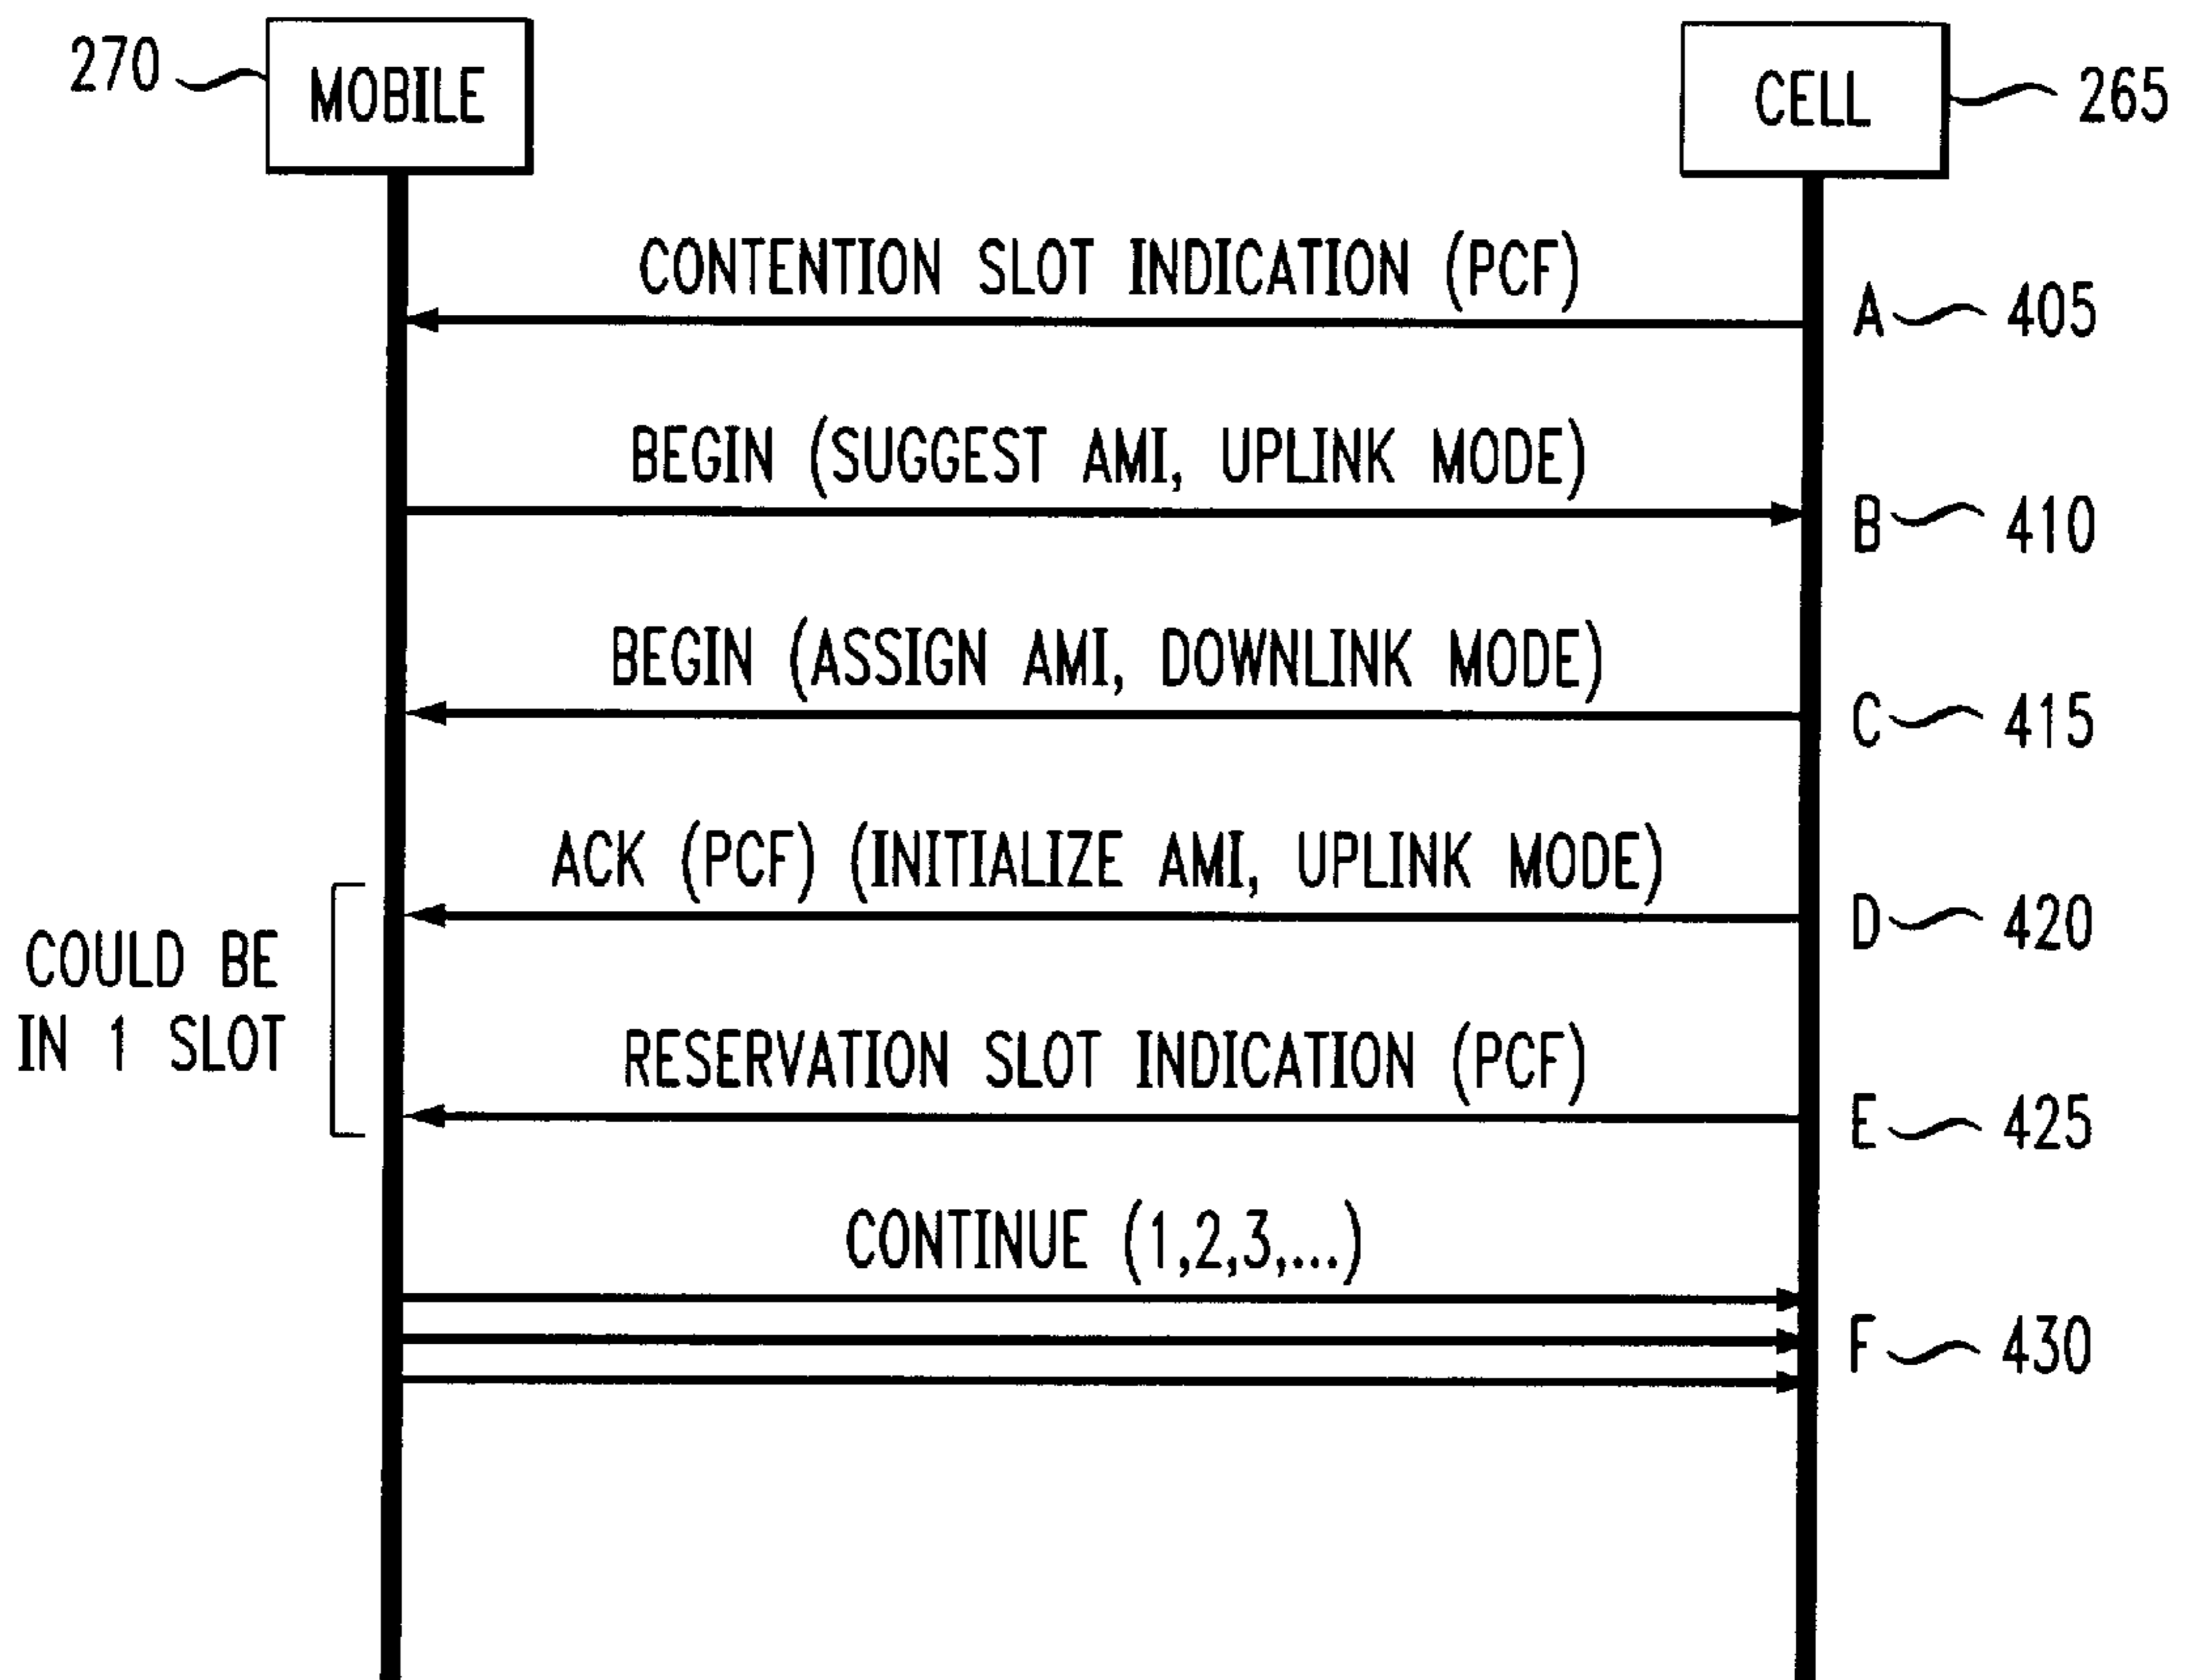 270 MOBILE CELL 265
CONTENTION SLOT INDICATION (PCF)
A 405
BEGIN (SUGGEST AMI, UPLINK MODE)
B 410
BEGIN (ASSIGN AMI, DOWNLINK MODE)
C 415
ACK (PCF) (INITIALIZE AMI, UPLINK MODE)
D 420
COULD BE
IN 1 SLOT
RESERVATION SLOT INDICATION (PCF)
E 425
CONTINUE (1,2,3,...)
F 430